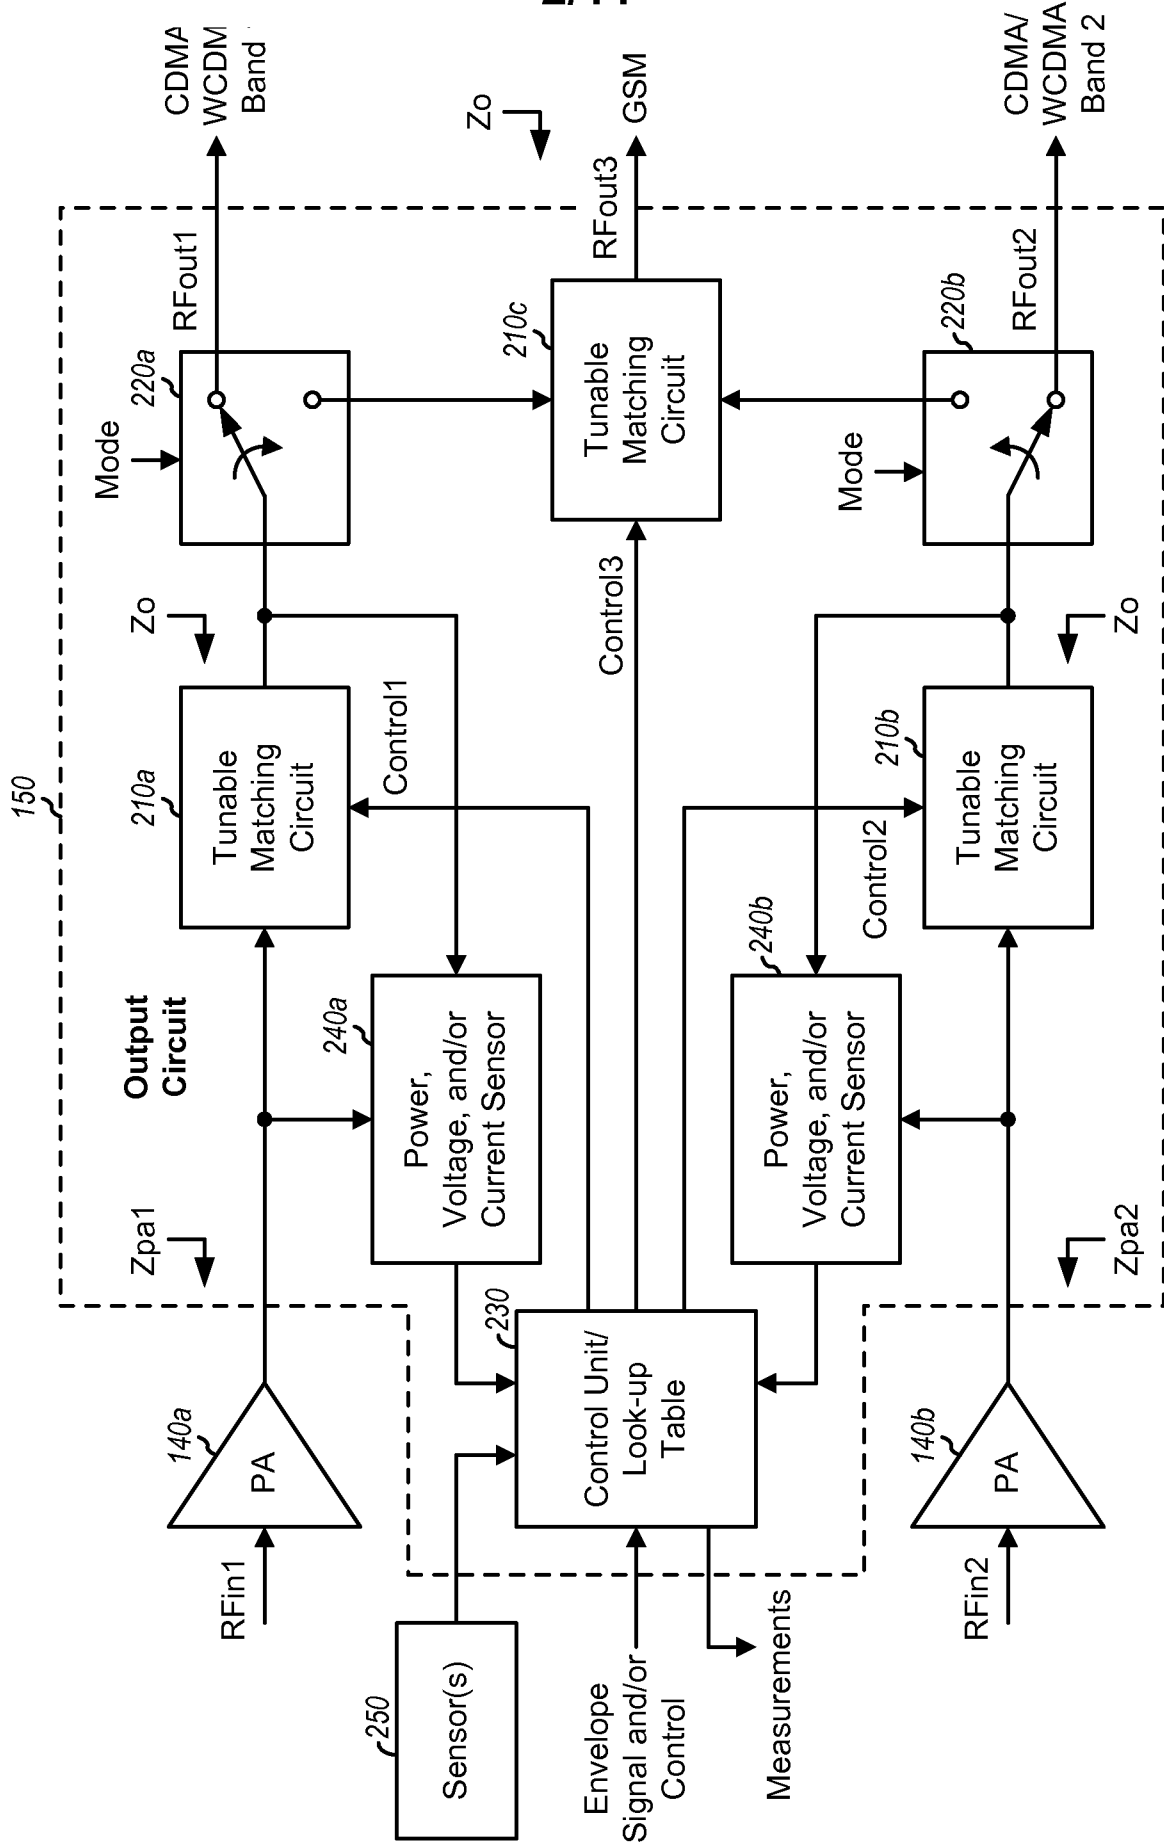 150
Output
Circuit
RFin1
140a
PA
Zpa1
210a
Tunable
Matching
Circuit
Zo
Mode
220a
RFout1
CDMA
WCDM
Band
240a
Power,
Voltage, and/or
Current Sensor
Control1
250
Sensor(s)
230
Control Unit/
Look-up
Table
Envelope
Signal and/or
Control
Measurements
Control3
210c
Tunable
Matching
Circuit
RFout3
Zo
GSM
240b
Power,
Voltage, and/or
Current Sensor
Control2
RFin2
140b
PA
Zpa2
210b
Tunable
Matching
Circuit
Zo
Mode
220b
RFout2
CDMA/
WCDMA
Band 2